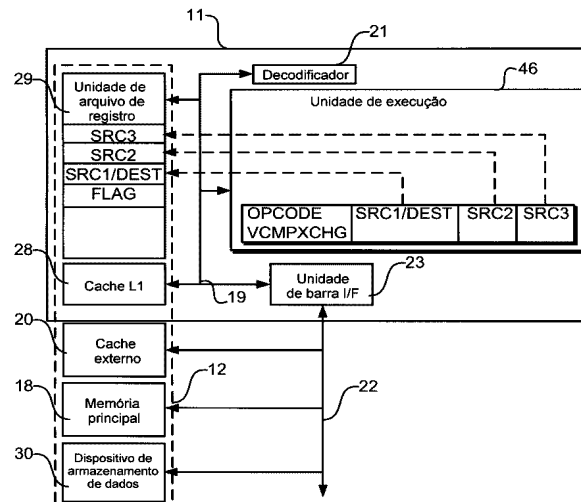 11
21
Decodificador
46
29
Unidade de
arquivo de
registro
Unidade de execução
SRC3
SRC2
SRC1/DEST
FLAG
OPCODE
VCMPXCHG
SRC1/DEST
SRC2
SRC3
28
Cache L1
19
Unidade
de barra I/F
23
20
Cache
externo
12
22
18
Memória
principal
30
Dispositivo de
armazenamento
de dados